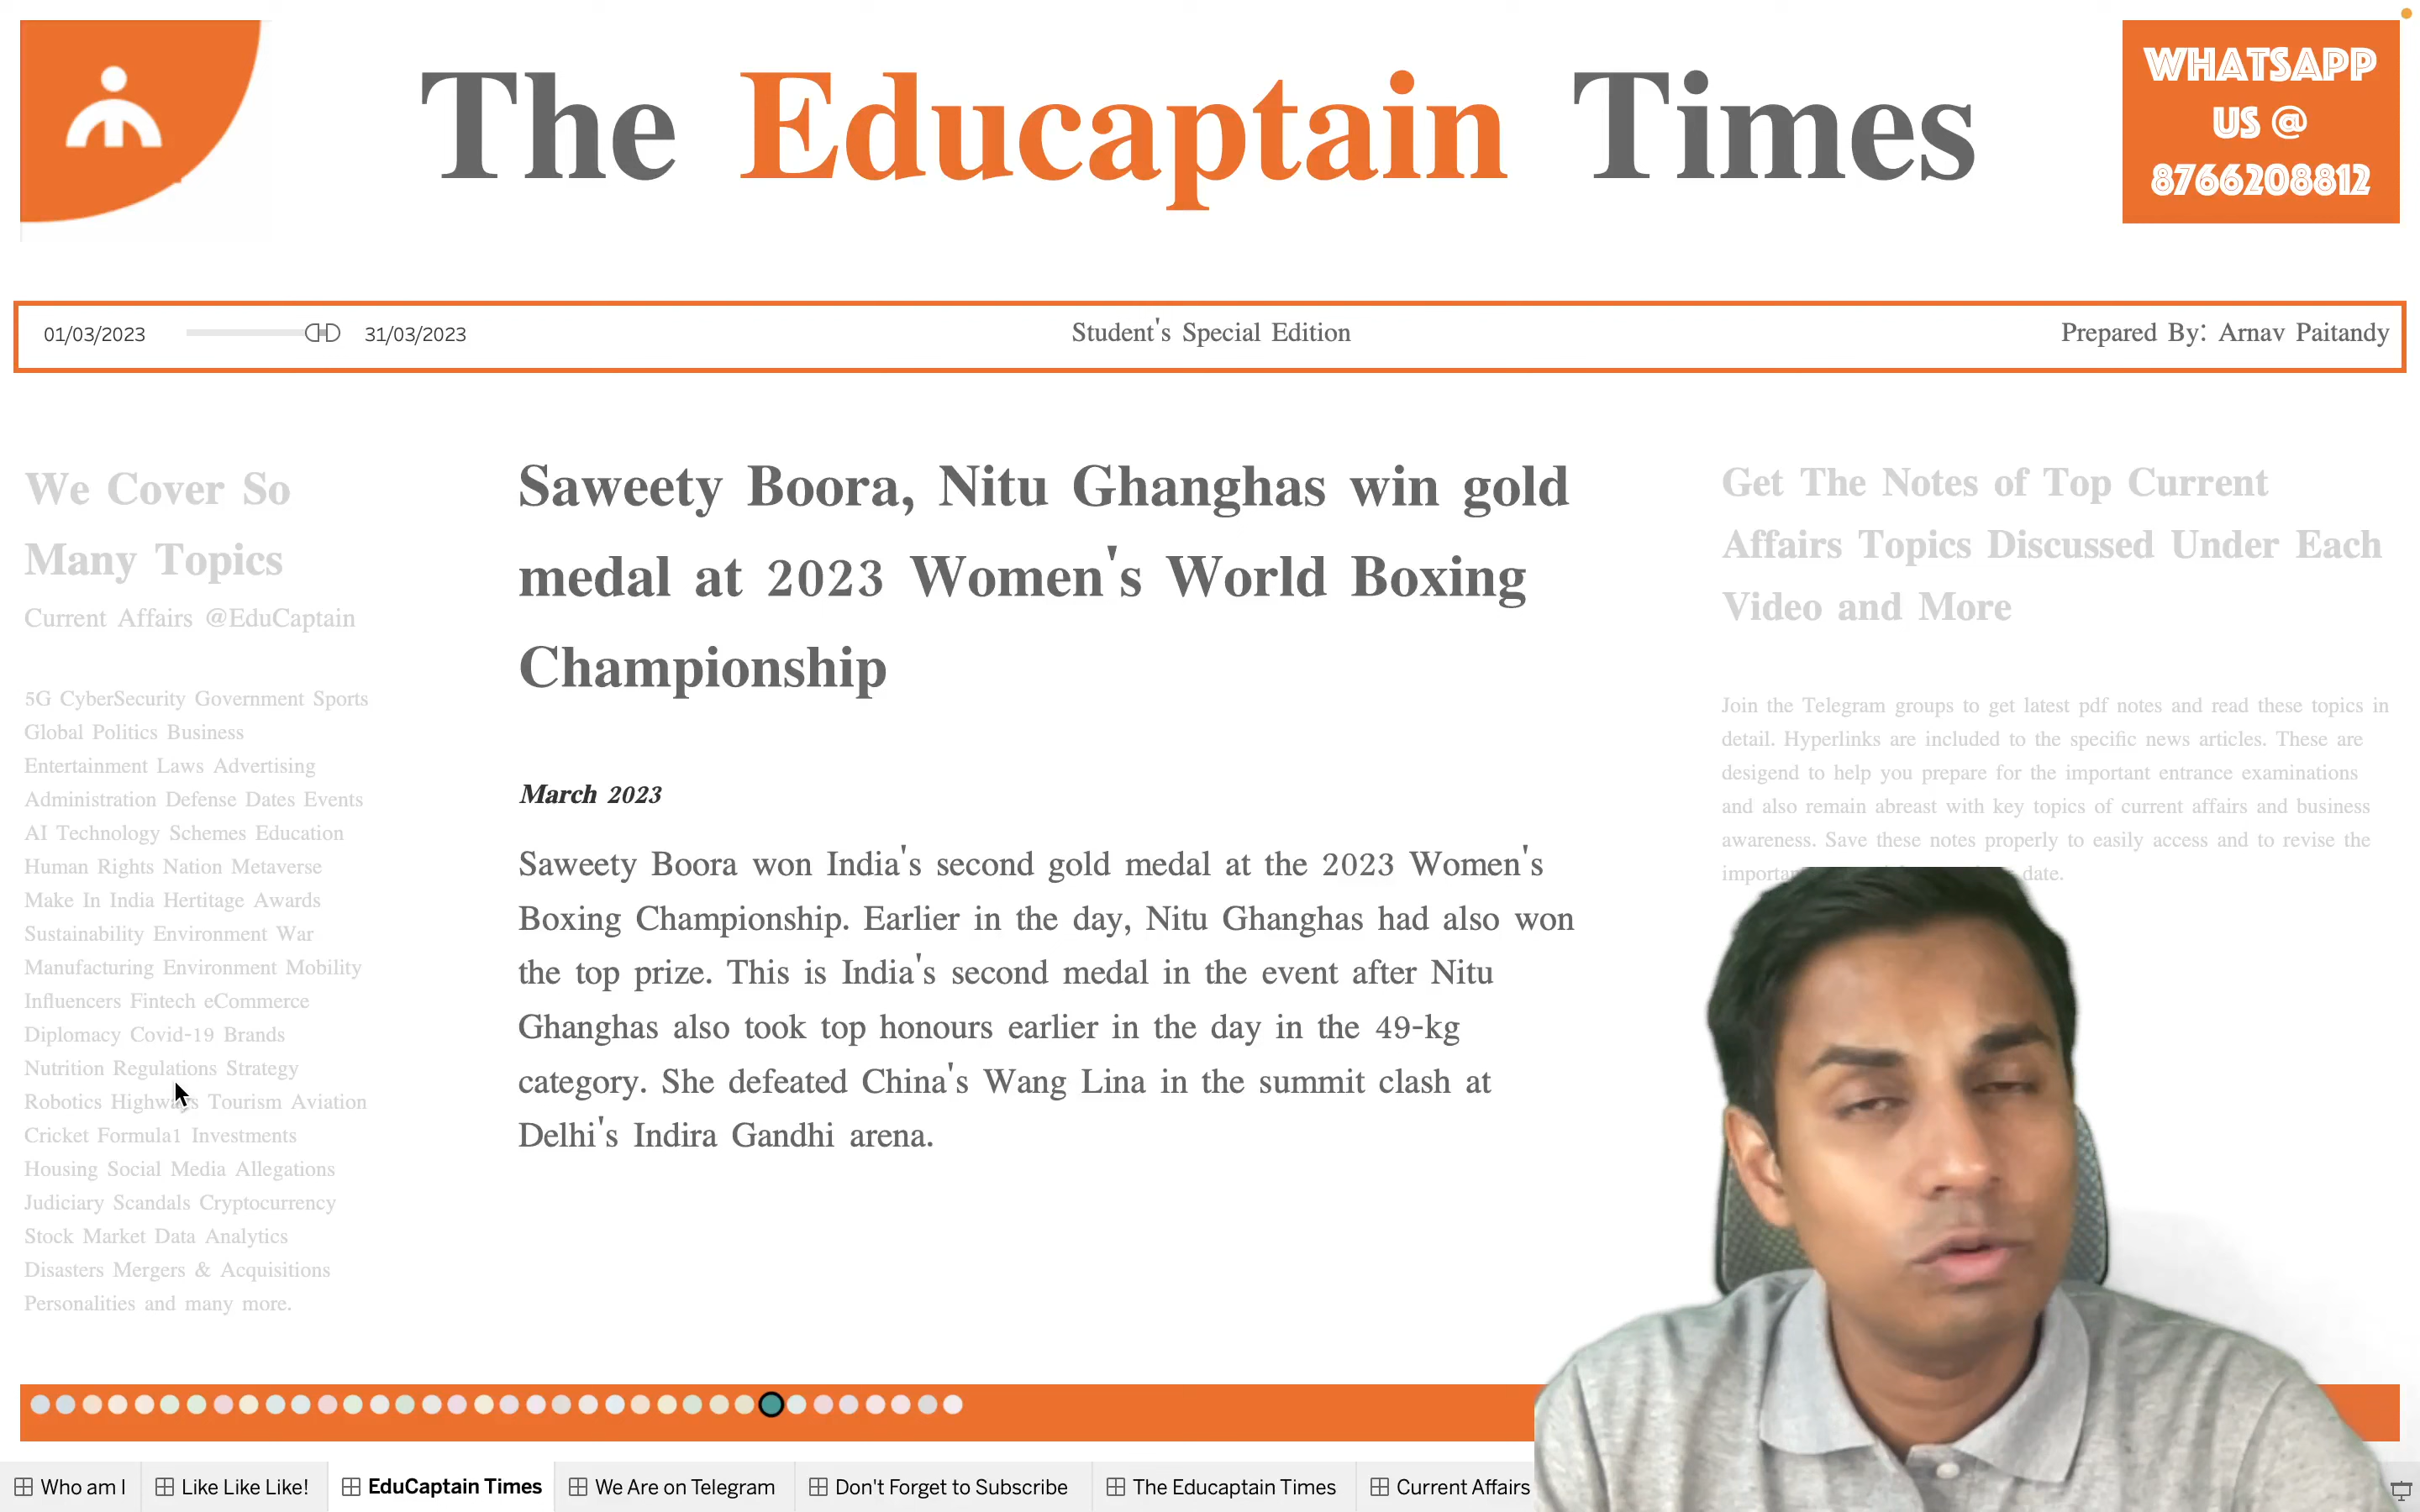 The Educaptain Times
WHATSAPP
US @
8766208812
01/03/2023
31/03/2023
Student's Special Edition
Prepared By: Arnav Paitandy
We Cover So
Many Topics
Current Affairs @EduCaptain
5G CyberSecurity Government Sports
Global Politics Business
Entertainment Laws Advertising
Administration Defense Dates Events
AI Technology Schemes Education
Human Rights Nation Metaverse
Make In India Hertitage Awards
Sustainability Environment War
Manufacturing Environment Mobility
Influencers Fintech eCommerce
Diplomacy Covid-19 Brands
Nutrition Regulations Strategy
Robotics Highways Tourism Aviation
Cricket Formula1 Investments
Housing Social Media Allegations
Judiciary Scandals Cryptocurrency
Stock Market Data Analytics
Disasters Mergers & Acquisitions
Personalities and many more.
Saweety Boora, Nitu Ghanghas win gold
medal at 2023 Women's World Boxing
Championship
March 2023
Saweety Boora won India's second gold medal at the 2023 Women's
Boxing Championship. Earlier in the day, Nitu Ghanghas had also won
the top prize. This is India's second medal in the event after Nitu
Ghanghas also took top honours earlier in the day in the 49-kg
category. She defeated China's Wang Lina in the summit clash at
Delhi's Indira Gandhi arena.
Get The Notes of Top Current
Affairs Topics Discussed Under Each
Video and More
Join the Telegram groups to get latest pdf notes and read these topics in
detail. Hyperlinks are included to the specific news articles. These are
desigend to help you prepare for the important entrance examinations
and also remain abreast with key topics of current affairs and business
awareness. Save these notes properly to easily access and to revise the
date.
Who am I
Like Like Like!
EduCaptain Times
We Are on Telegram
Don't Forget to Subscribe
The Educaptain Times
Current Affairs